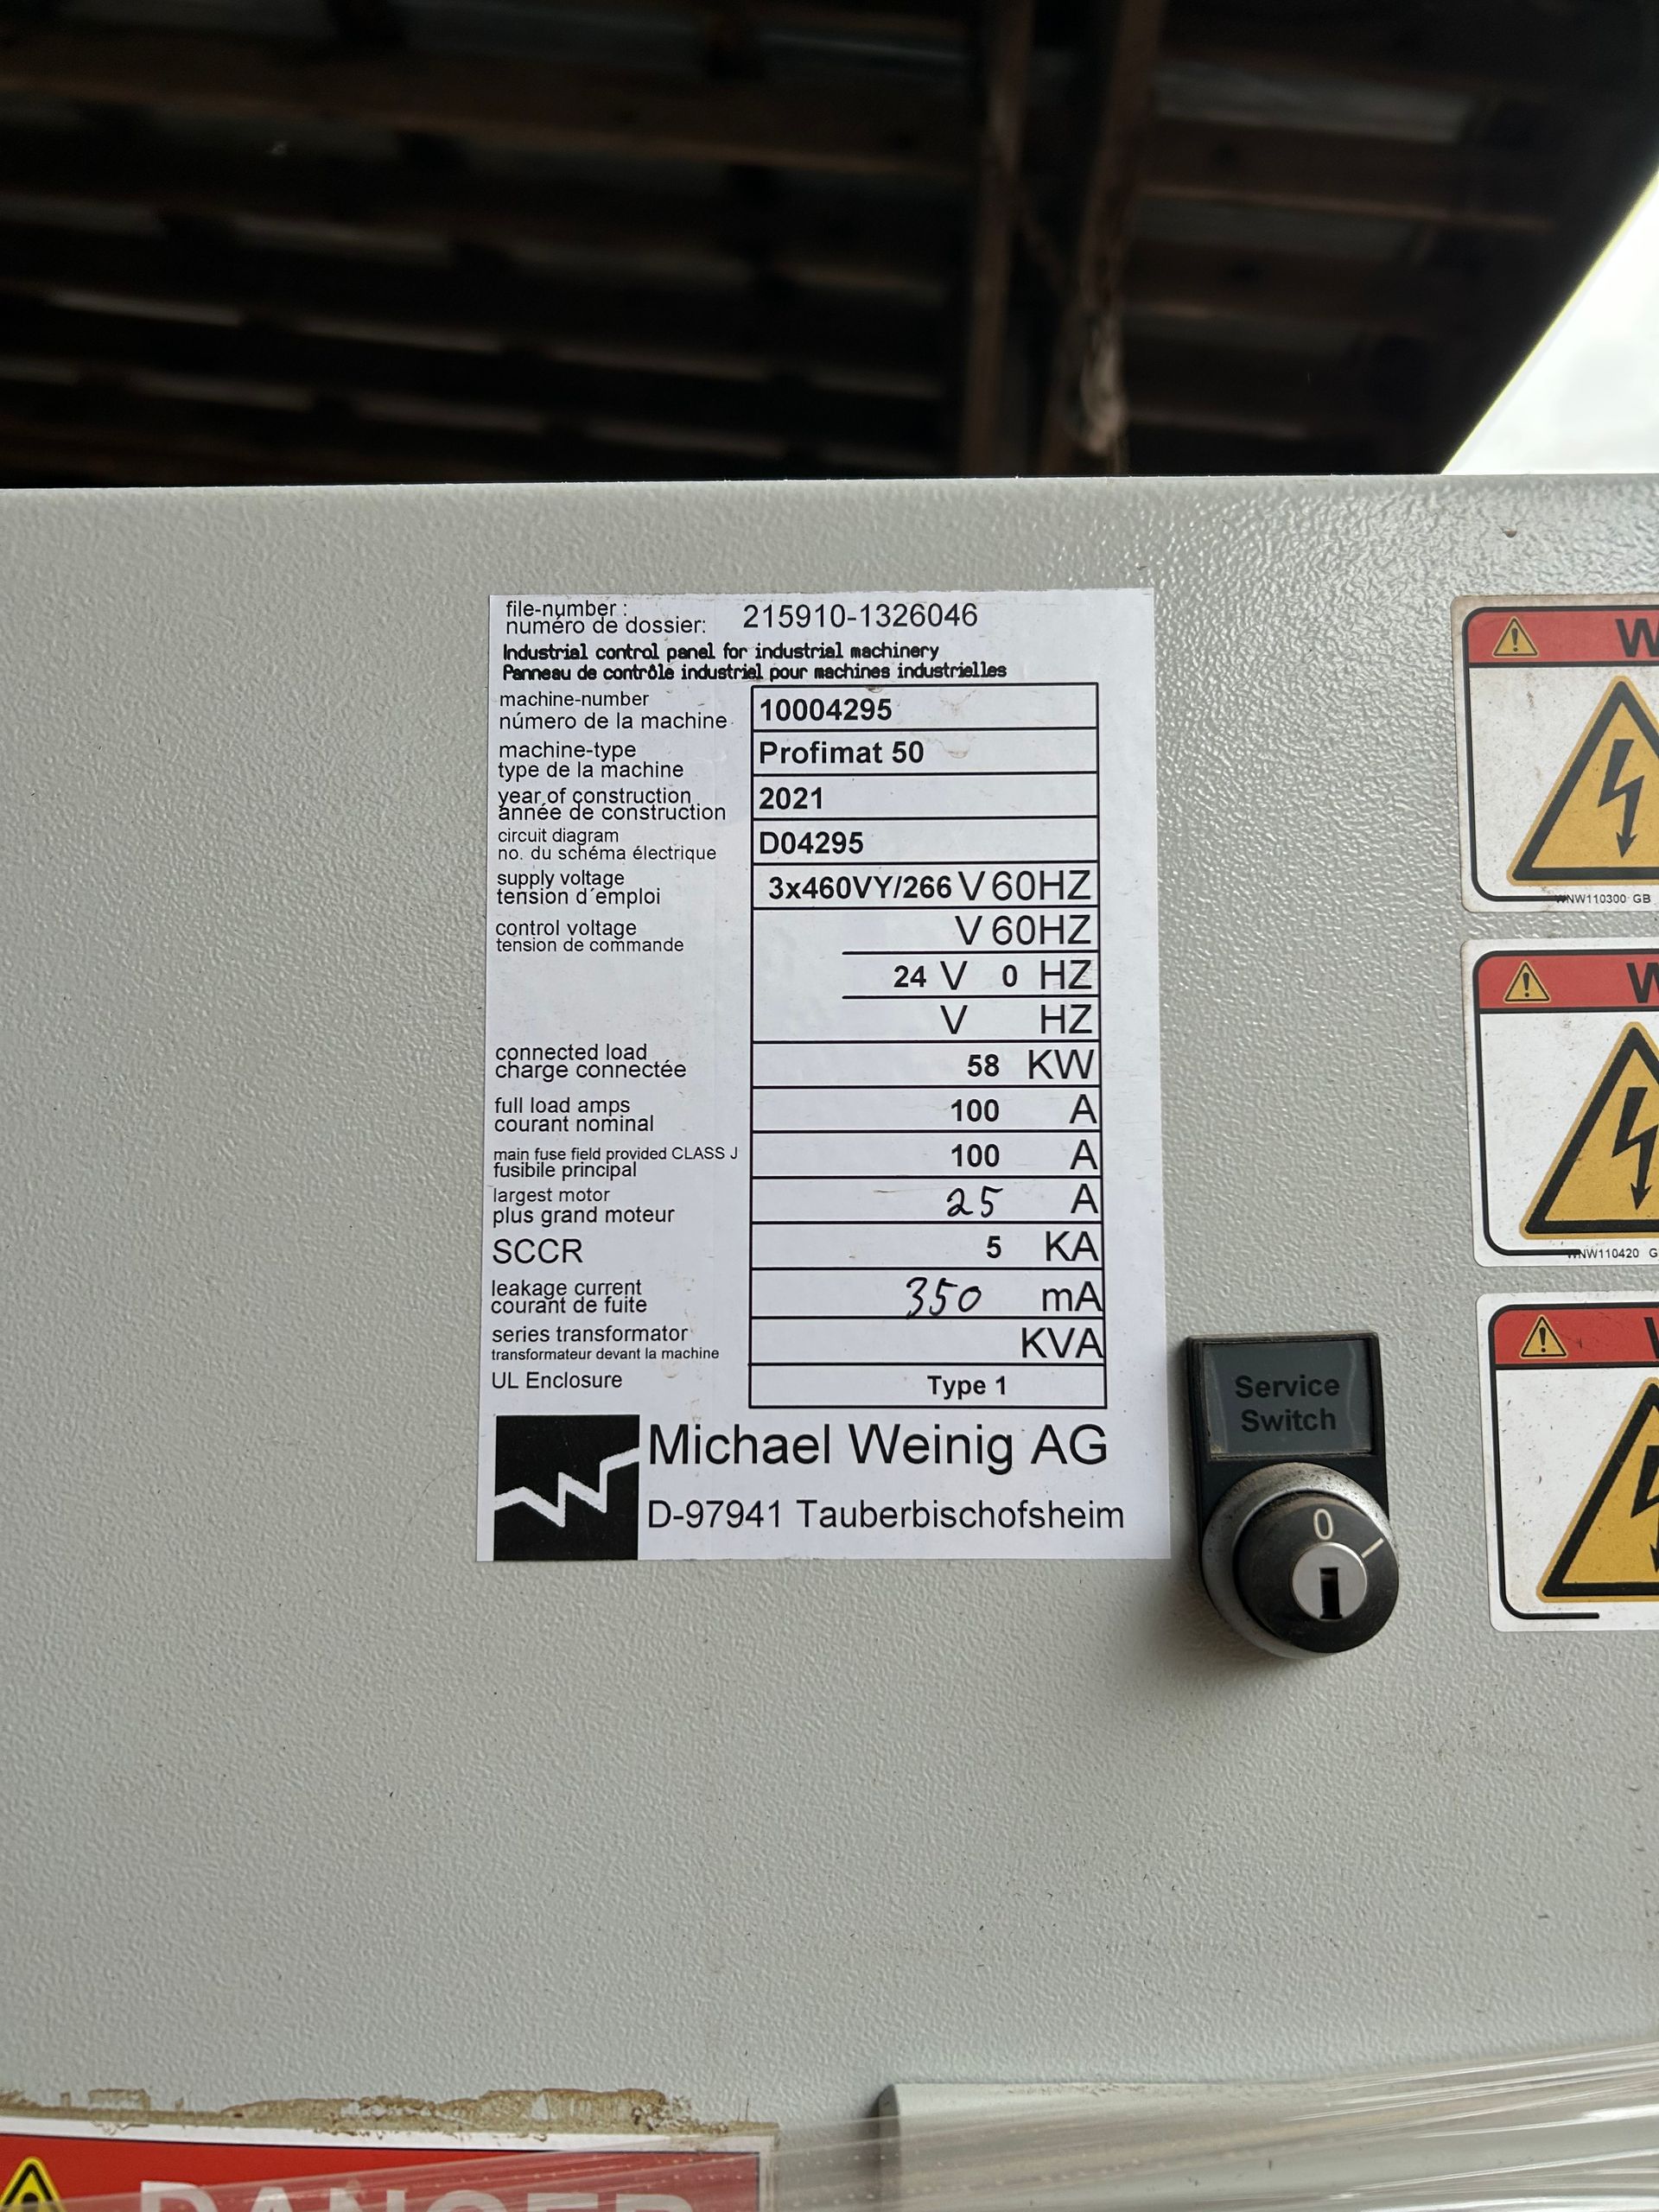 file-number :
numéro de dossier: 215910-1326046
Industrial control panel for industrial machinery
Panneau de contrôle industriel pour machines industrielles
machine-number
número de la machine 10004295
machine-type
type de la machine Profimat 50
year of construction
année de construction 2021
circuit diagram
no. du schéma électrique D04295
supply voltage
tension d´emploi 3x460VY/266 V 60HZ
control voltage
tension de commande V 60HZ
24 V 0 HZ
V HZ
connected load
charge connectée 58 KW
full load amps
courant nominal 100 A
main fuse field provided CLASS J
fusibile principal 100 A
largest motor
plus grand moteur 25 A
SCCR 5 KA
leakage current
courant de fuite 350 mA
series transformator
transformateur devant la machine KVA
UL Enclosure Type 1
Michael Weinig AG
D-97941 Tauberbischofsheim
Service
Switch
0
I
WNW110300 GB
WNW110420
DANGER